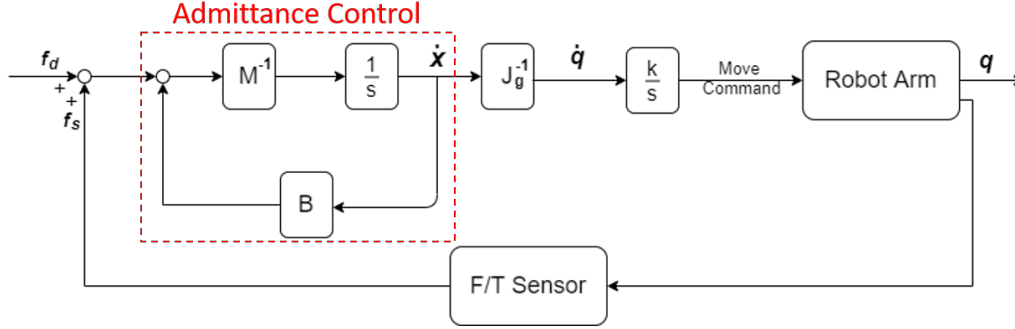 Admittance Control
f_d
+
+
f_s
M⁻¹
1
s
ẋ
J_g⁻¹
q̇
k
s
Move
Command
Robot Arm
q
B
F/T Sensor